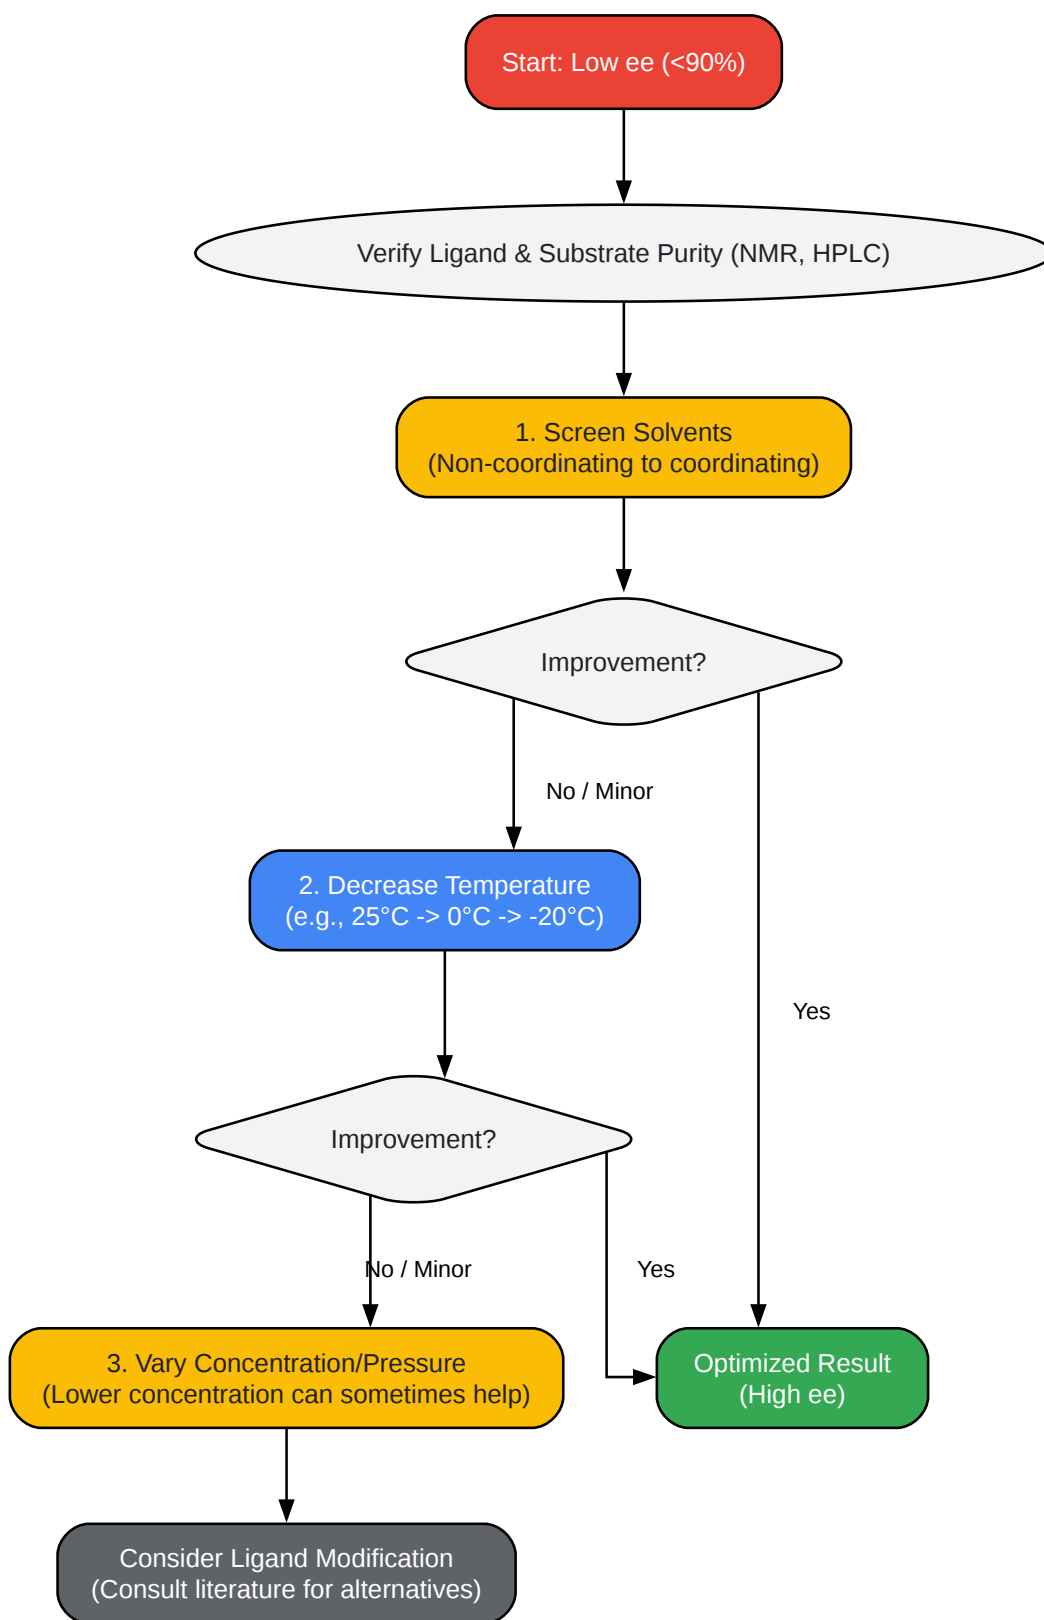 Start: Low ee (<90%)
Verify Ligand & Substrate Purity (NMR, HPLC)
1. Screen Solvents
(Non-coordinating to coordinating)
Improvement?
No / Minor
2. Decrease Temperature
(e.g., 25°C -> 0°C -> -20°C)
Yes
Improvement?
No / Minor
Yes
3. Vary Concentration/Pressure
(Lower concentration can sometimes help)
Optimized Result
(High ee)
Consider Ligand Modification
(Consult literature for alternatives)